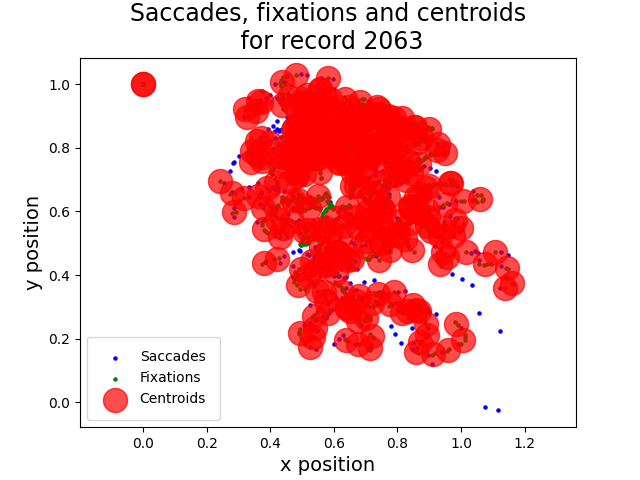 Saccades, fixations and centroids
for record 2063
y position
1.0
0.8
0.6
0.4
0.2
0.0
Saccades
Fixations
Centroids
0.0 0.2 0.4 0.6 0.8 1.0 1.2
x position